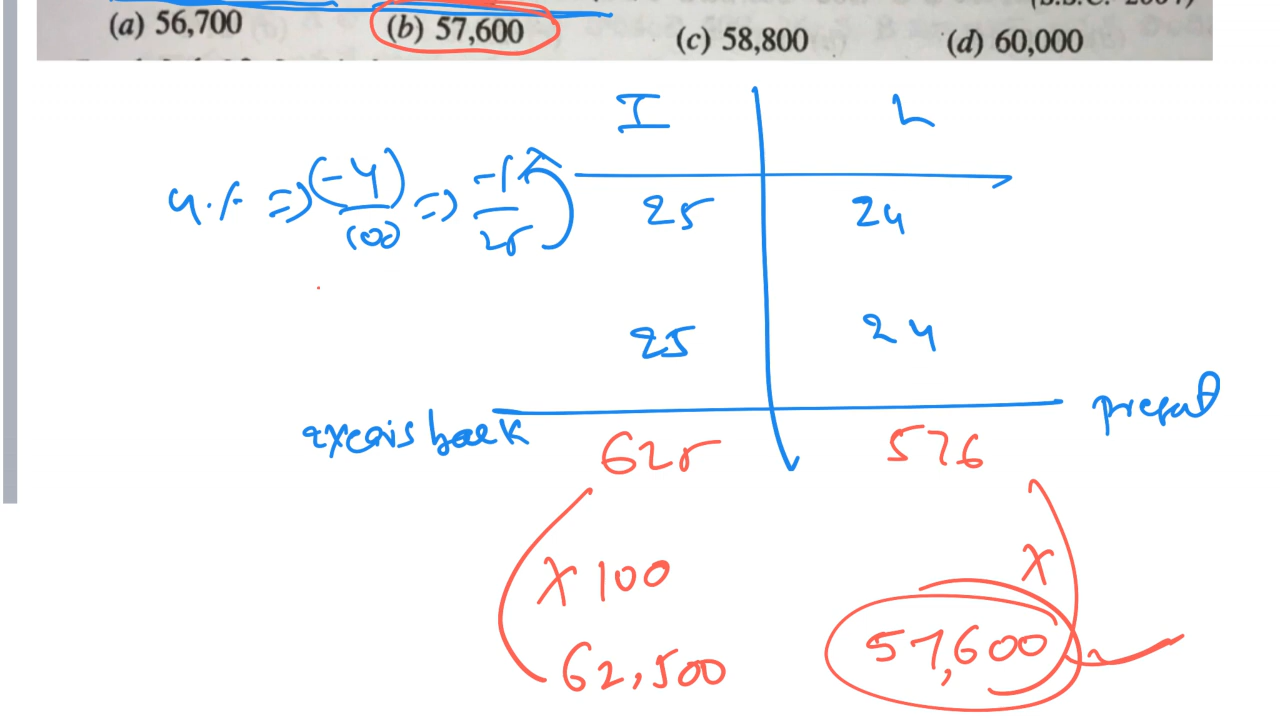 (a) 56,700 (b) 57,600 (c) 58,800 (d) 60,000
I L
4.% => (-4)/100 => -1/25 25 24
25 24
625 576
× 100 ×
62,500 57,600